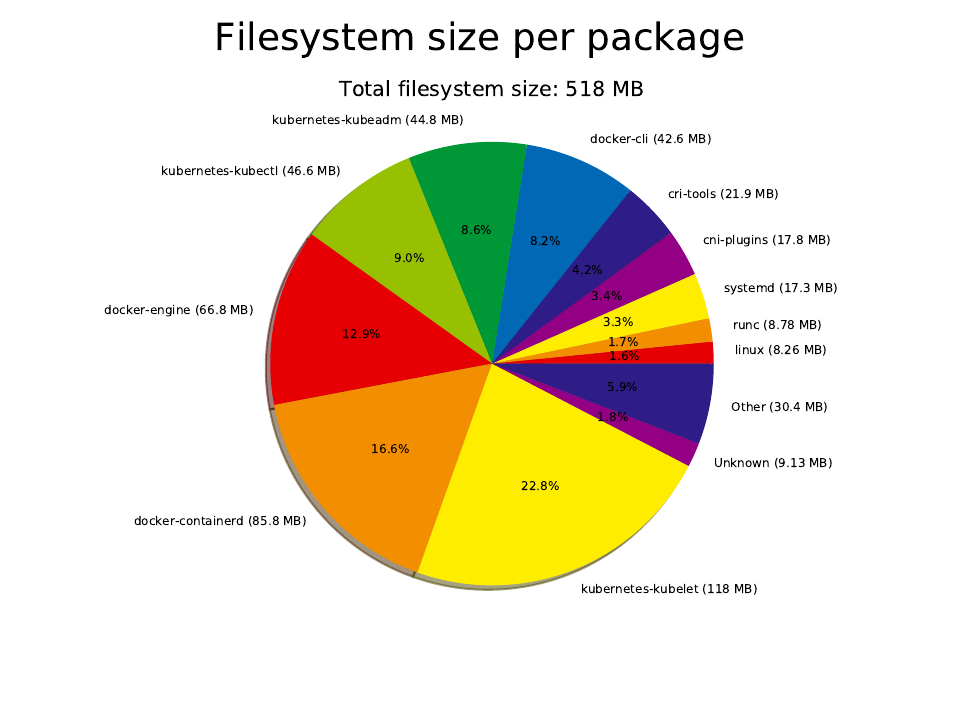 Filesystem size per package
Total filesystem size: 518 MB
kubernetes-kubeadm (44.8 MB)
docker-cli (42.6 MB)
kubernetes-kubectl (46.6 MB)
cri-tools (21.9 MB)
cni-plugins (17.8 MB)
systemd (17.3 MB)
docker-engine (66.8 MB)
runc (8.78 MB)
linux (8.26 MB)
Other (30.4 MB)
Unknown (9.13 MB)
docker-containerd (85.8 MB)
kubernetes-kubelet (118 MB)
8.6%
8.2%
9.0%
4.2%
3.4%
3.3%
12.9%
1.7%
1.6%
5.9%
1.8%
16.6%
22.8%